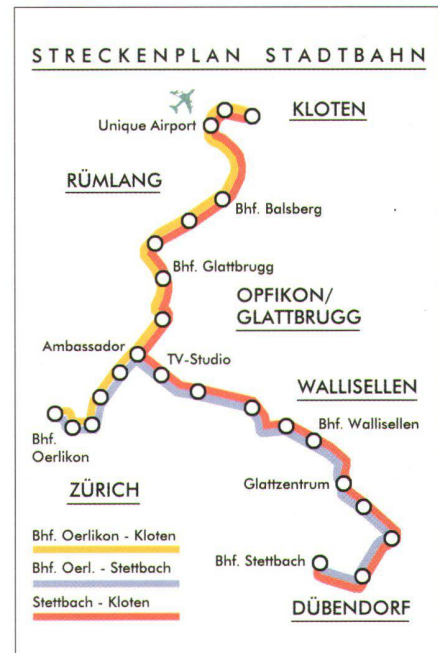 STRECKENPLAN STADTBAHN
KLOTEN
Unique Airport
RÜMLANG
Bhf. Balsberg
Bhf. Glattbrugg
OPFIKON/
GLATTBRUGG
Ambassador
TV-Studio
WALLISELLEN
Bhf. Wallisellen
Bhf.
Oerlikon
Glattzentrum
ZÜRICH
Bhf. Oerlikon - Kloten
Bhf. Oerl. - Stettbach
Stettbach - Kloten
Bhf. Stettbach
DÜBENDORF